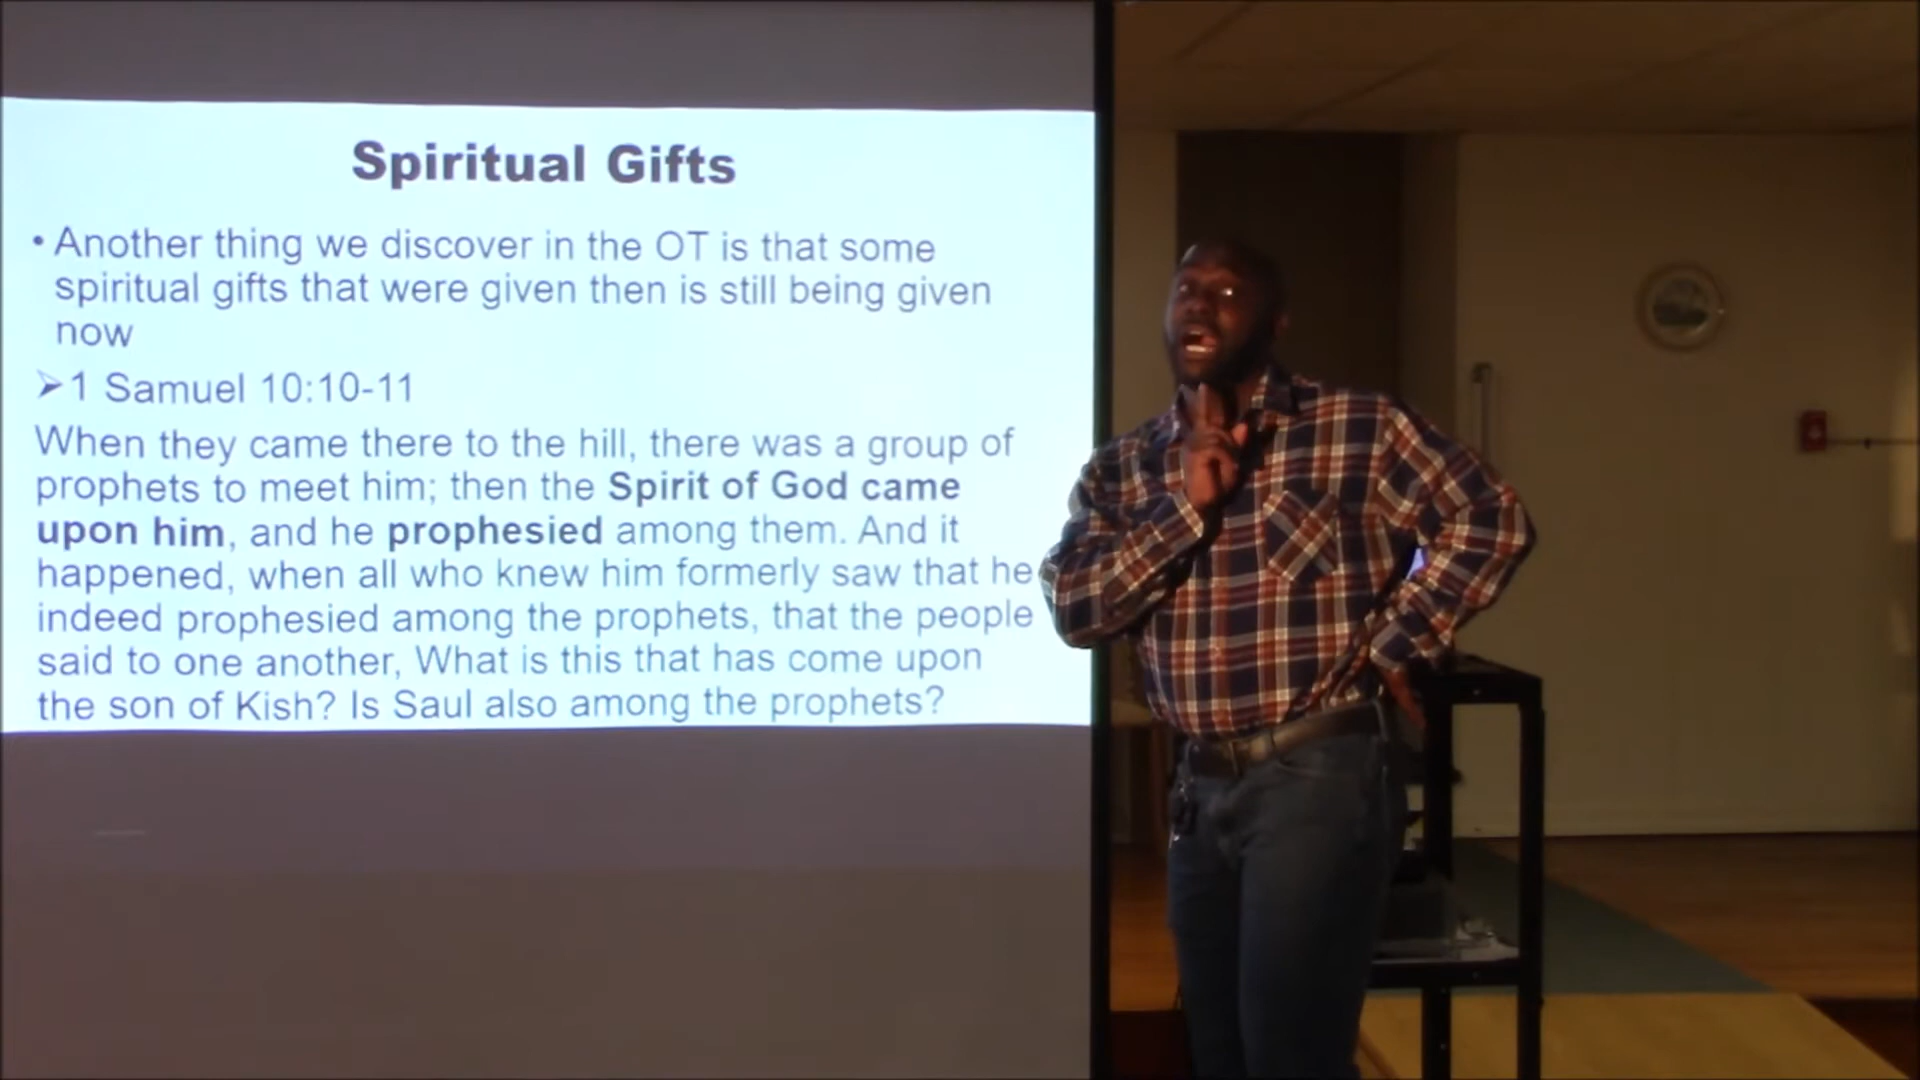 Spiritual Gifts
• Another thing we discover in the OT is that some
spiritual gifts that were given then is still being given
now
➢1 Samuel 10:10-11
When they came there to the hill, there was a group of
prophets to meet him; then the Spirit of God came
upon him, and he prophesied among them. And it
happened, when all who knew him formerly saw that he
indeed prophesied among the prophets, that the people
said to one another, What is this that has come upon
the son of Kish? Is Saul also among the prophets?